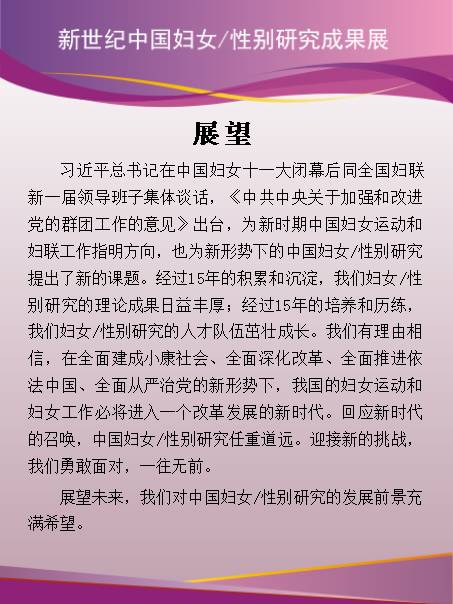 新世纪中国妇女/性别研究成果展
展望
习近平总书记在中国妇女十一大闭幕后同全国妇联
新一届领导班子集体谈话，《中共中央关于加强和改进
党的群团工作的意见》出台，为新时期中国妇女运动和
妇联工作指明方向，也为新形势下的中国妇女/性别研究
提出了新的课题。经过15年的积累和沉淀，我们妇女/性
别研究的理论成果日益丰厚；经过15年的培养和历练，
我们妇女/性别研究的人才队伍茁壮成长。我们有理由相
信，在全面建成小康社会、全面深化改革、全面推进依
法中国、全面从严治党的新形势下，我国的妇女运动和
妇女工作必将进入一个改革发展的新时代。回应新时代
的召唤，中国妇女/性别研究任重道远。迎接新的挑战，
我们勇敢面对，一往无前。
展望未来，我们对中国妇女/性别研究的发展前景充
满希望。